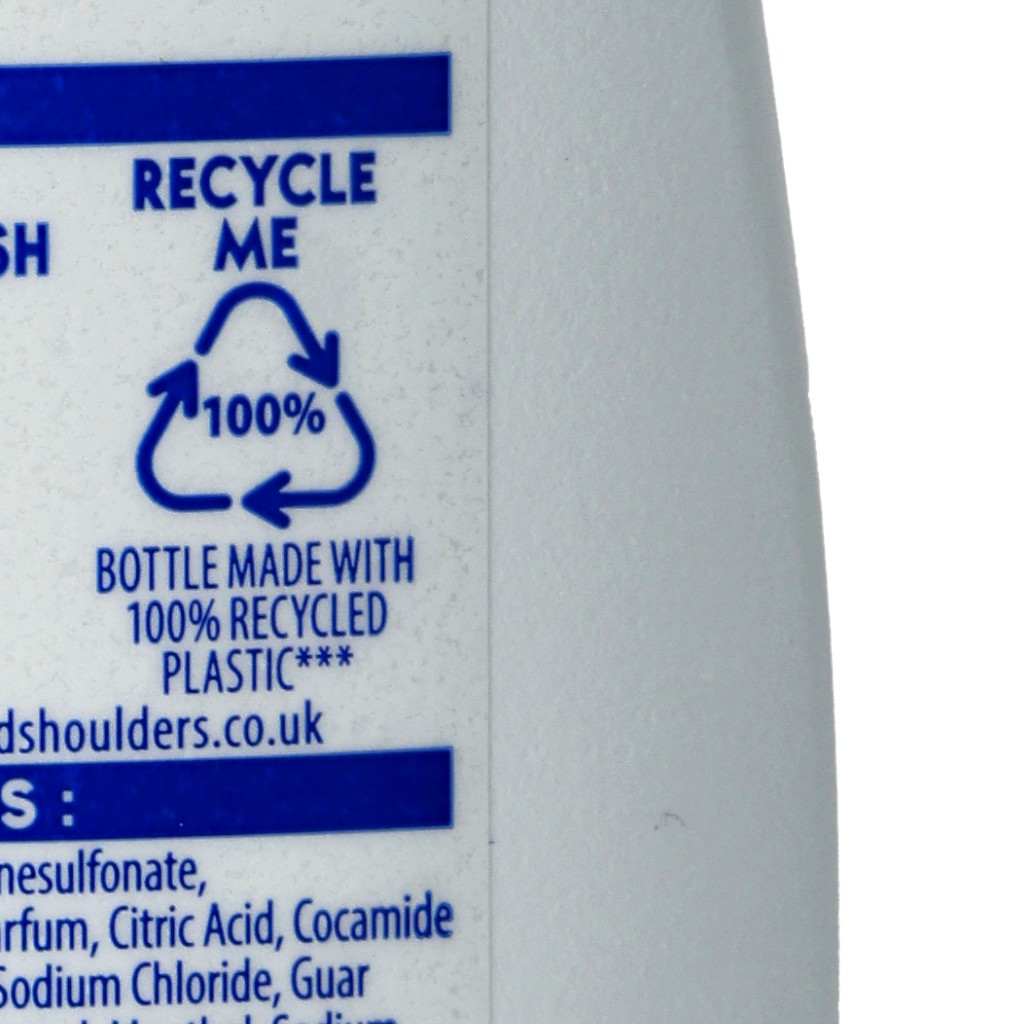 RECYCLE
ME
SH
100%
BOTTLE MADE WITH
100% RECYCLED
PLASTIC***
dshoulders.co.uk
S :
nesulfonate,
arfum, Citric Acid, Cocamide
Sodium Chloride, Guar